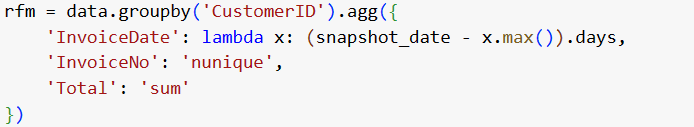 rfm = data.groupby('CustomerID').agg({
    'InvoiceDate': lambda x: (snapshot_date - x.max()).days,
    'InvoiceNo': 'nunique',
    'Total': 'sum'
})